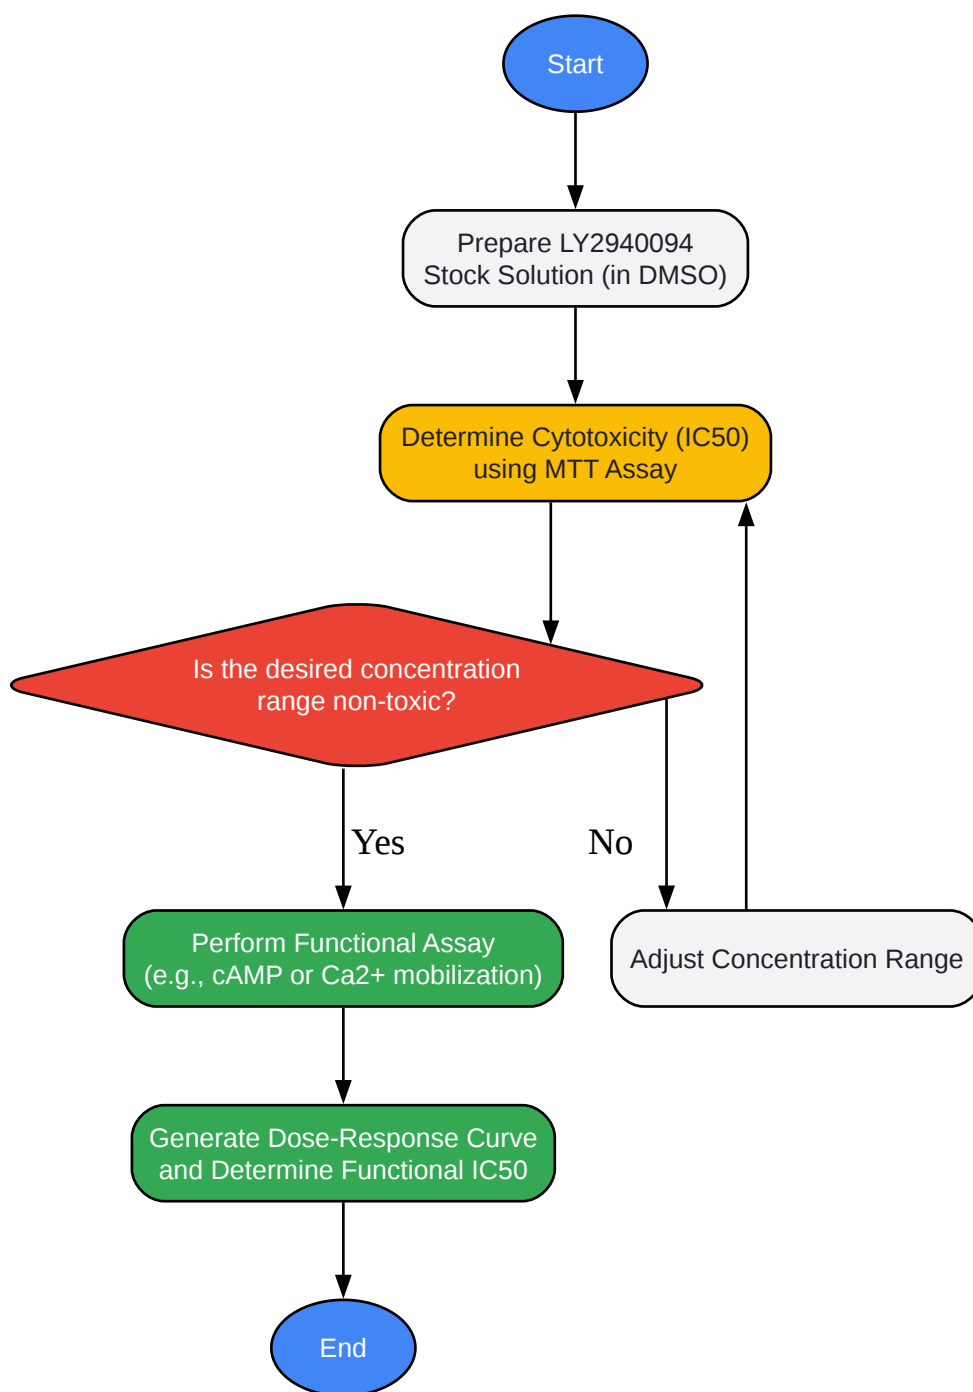 Start
Prepare LY2940094
Stock Solution (in DMSO)
Determine Cytotoxicity (IC50)
using MTT Assay
Is the desired concentration
range non-toxic?
Yes
No
Perform Functional Assay
(e.g., cAMP or Ca2+ mobilization)
Adjust Concentration Range
Generate Dose-Response Curve
and Determine Functional IC50
End